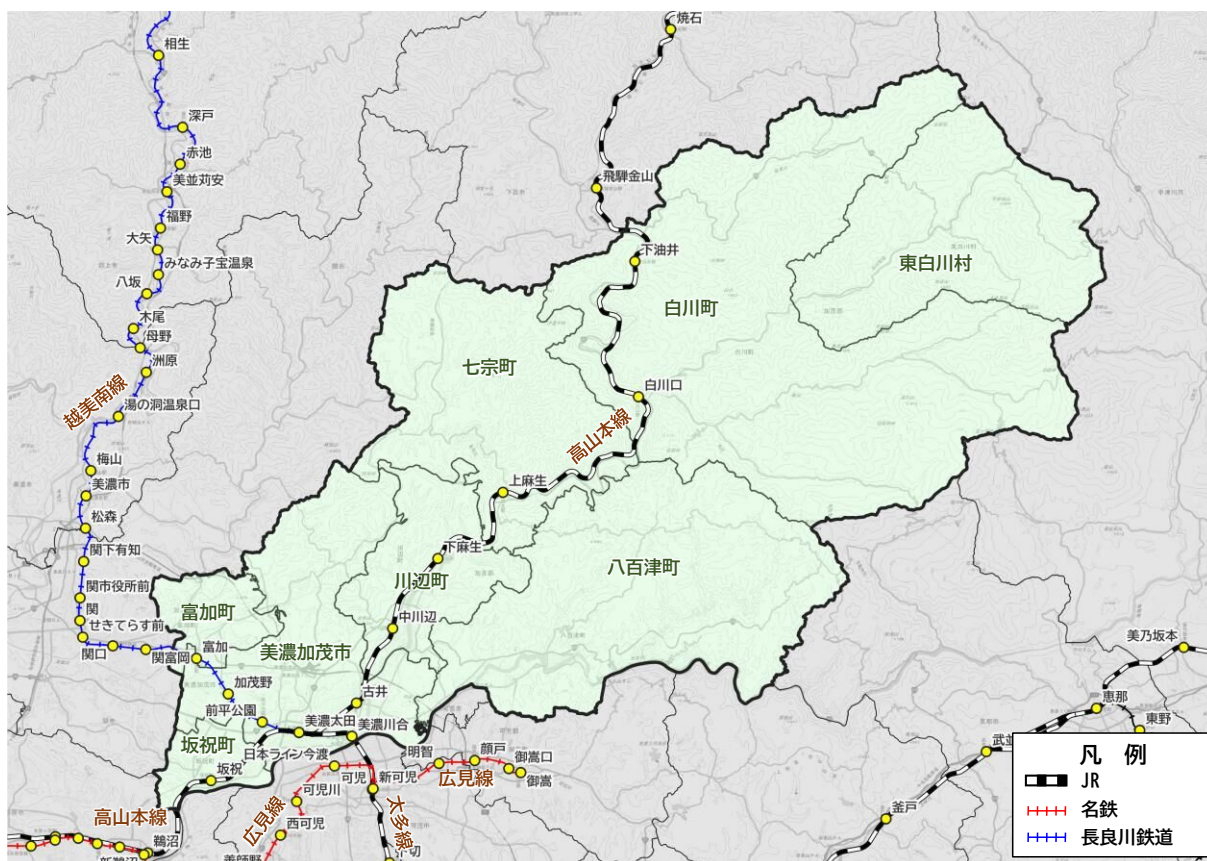 焼石
相生
深戸
赤池
美並苅安
飛騨金山
福野
大矢
下油井
みなみ子宝温泉
東白川村
八坂
白川町
木尾
母野
洲原
七宗町
白川口
越美南線
湯の洞温泉口
高山本線
梅山
上麻生
美濃市
松森
関下有知
下麻生
八百津町
川辺町
関市役所前
富加町
関
中川辺
せきてらす前
美乃坂本
関口
関富岡
富加
美濃加茂市
加茂野
古井
恵那
前平公園
美濃太田
美濃川合
東野
坂祝町
日本ライン今渡
明智
顔戸
御嵩口
武並
坂祝
可児
新可児
広見線
御嵩
可児川
高山本線
広見線
太多線
釜戸
西可児
鵜沼
善師野
新鵜沼
下切
凡 例
JR
名鉄
長良川鉄道